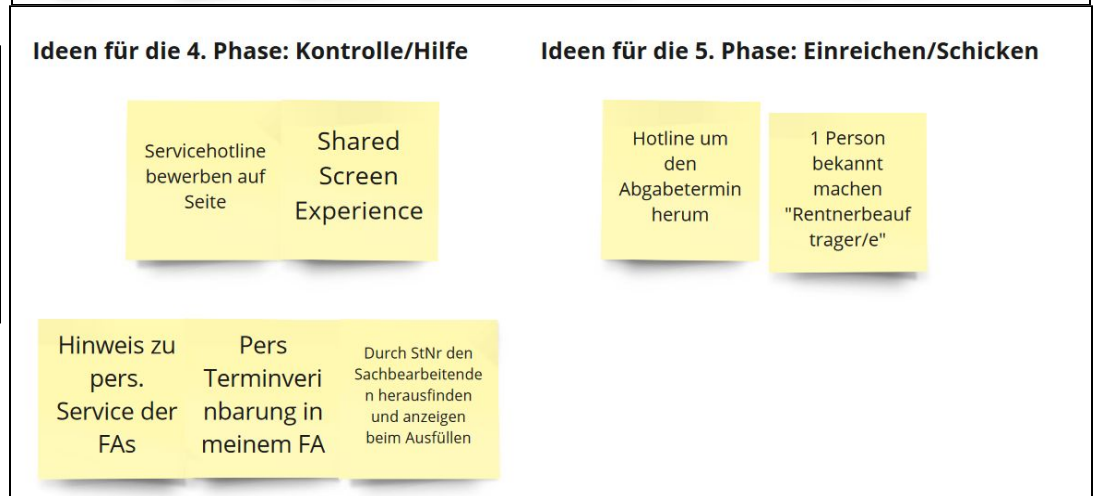 Ideen für die 4. Phase: Kontrolle/Hilfe
Servicehotline
bewerben auf
Seite
Shared
Screen
Experience
Hinweis zu
pers.
Service der
FAs
Pers
Terminveri
nbarung in
meinem FA
Durch StNr den
Sachbearbeitende
n herausfinden
und anzeigen
beim Ausfüllen
Ideen für die 5. Phase: Einreichen/Schicken
Hotline um
den
Abgabetermin
herum
1 Person
bekannt
machen
"Rentnerbeauf
trager/e"